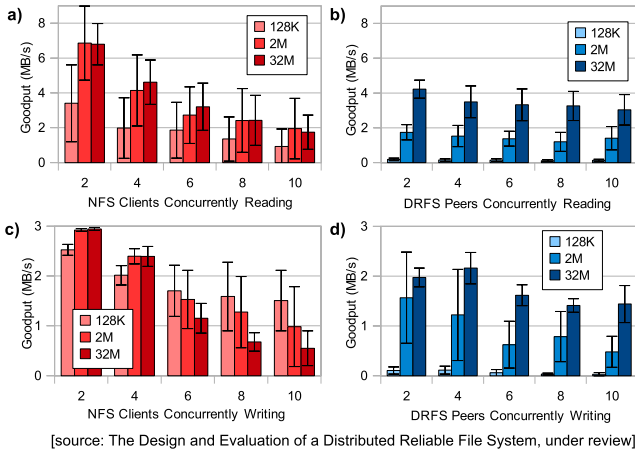 a)
Goodput (MB/s)
8
6
4
2
0
128K
2M
32M
2 4 6 8 10
NFS Clients Concurrently Reading
b)
Goodput (MB/s)
8
6
4
2
0
128K
2M
32M
2 4 6 8 10
DRFS Peers Concurrently Reading
c)
Goodput (MB/s)
3
2
1
0
128K
2M
32M
2 4 6 8 10
NFS Clients Concurrently Writing
d)
Goodput (MB/s)
3
2
1
0
128K
2M
32M
2 4 6 8 10
DRFS Peers Concurrently Writing
[source: The Design and Evaluation of a Distributed Reliable File System, under review]